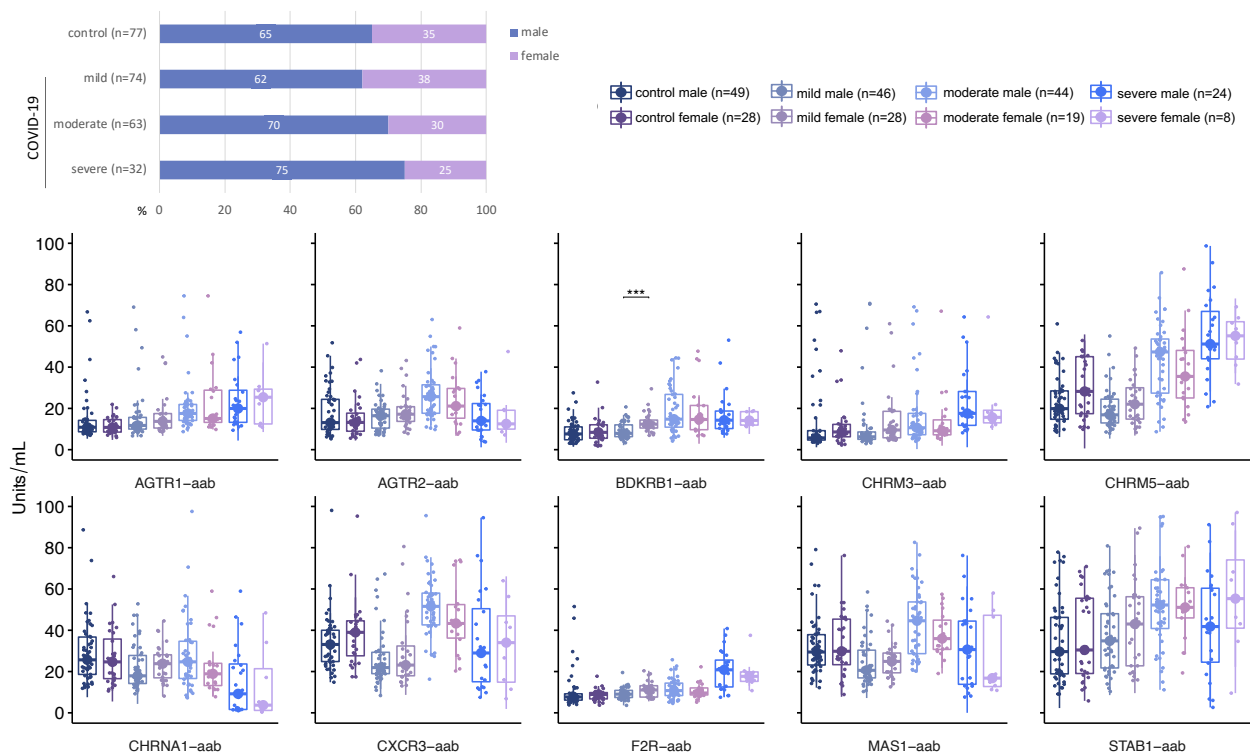 control (n=77) 65 35
mild (n=74) 62 38
moderate (n=63) 70 30
severe (n=32) 75 25
COVID-19
% 0 20 40 60 80 100
male
female
control male (n=49) mild male (n=46) moderate male (n=44) severe male (n=24)
control female (n=28) mild female (n=28) moderate female (n=19) severe female (n=8)
Units/mL
100
80
60
40
20
0
***
AGTR1–aab AGTR2–aab BDKRB1–aab CHRM3–aab CHRM5–aab
100
80
60
40
20
0
CHRNA1–aab CXCR3–aab F2R–aab MAS1–aab STAB1–aab